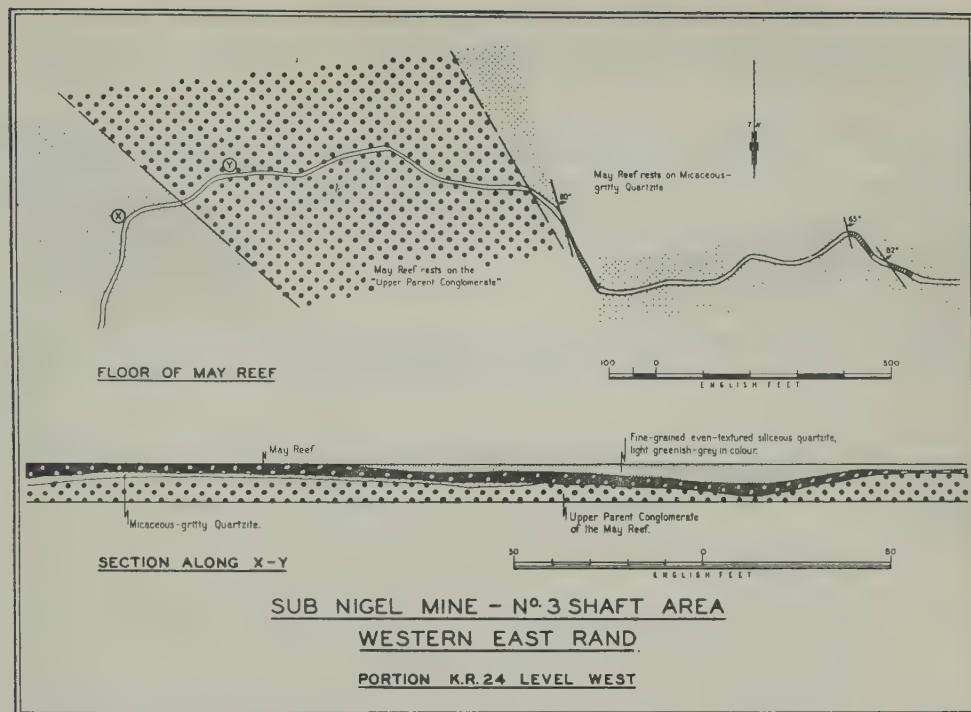 Y
X
80°
May Reef rests on Micaceous-
gritty Quartzite
65°
82°
May Reef rests on the
"Upper Parent Conglomerate"
FLOOR OF MAY REEF
100 0 500
ENGLISH FEET
May Reef
Fine-grained even-textured siliceous quartzite,
light greenish-grey in colour.
Micaceous-gritty Quartzite.
Upper Parent Conglomerate
of the May Reef.
SECTION ALONG X-Y
50 0 50
ENGLISH FEET
SUB NIGEL MINE - No. 3 SHAFT AREA
WESTERN EAST RAND
PORTION K.R. 24 LEVEL WEST